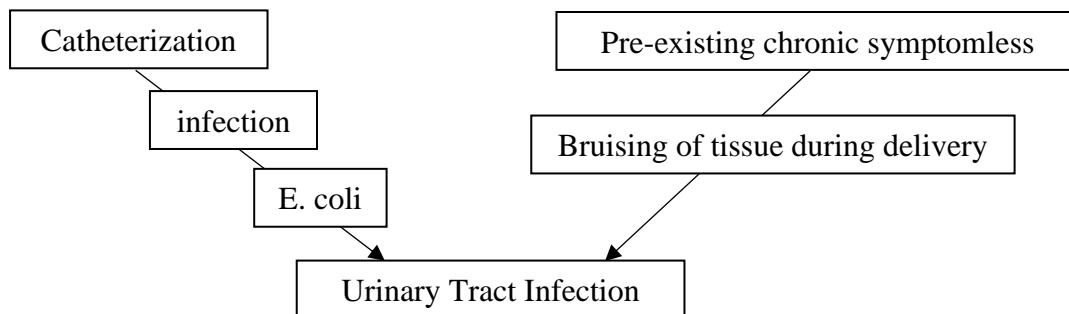 Catheterization
Pre-existing chronic symptomless
infection
Bruising of tissue during delivery
E. coli
Urinary Tract Infection